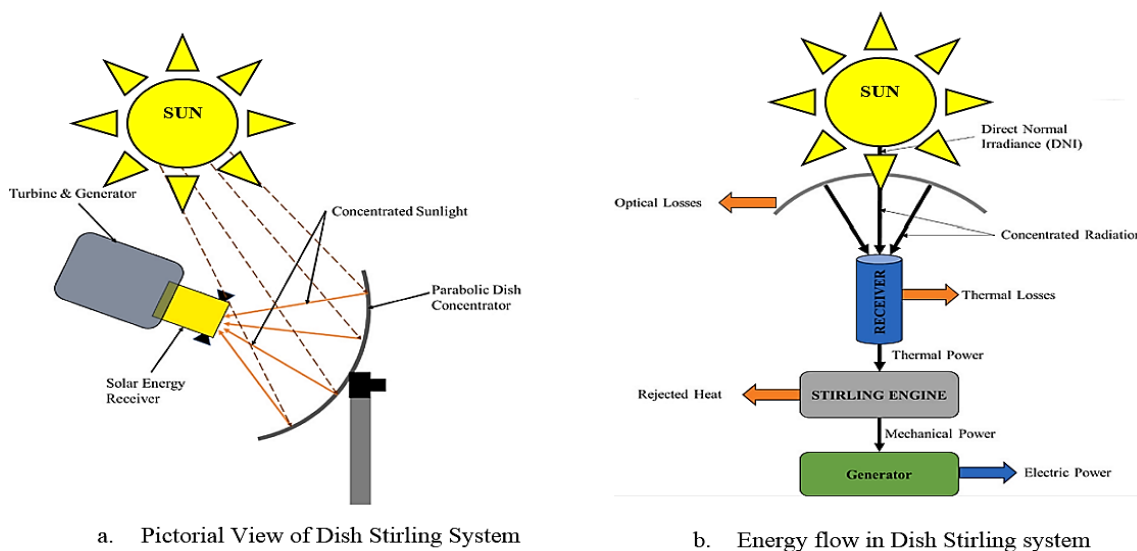 SUN
Turbine & Generator
Concentrated Sunlight
Parabolic Dish
Concentrator
Solar Energy
Receiver
a. Pictorial View of Dish Stirling System
SUN
Direct Normal
Irradiance (DNI)
Optical Losses
Concentrated Radiation
RECEIVER
Thermal Losses
Thermal Power
Rejected Heat
STIRLING ENGINE
Mechanical Power
Generator
Electric Power
b. Energy flow in Dish Stirling system